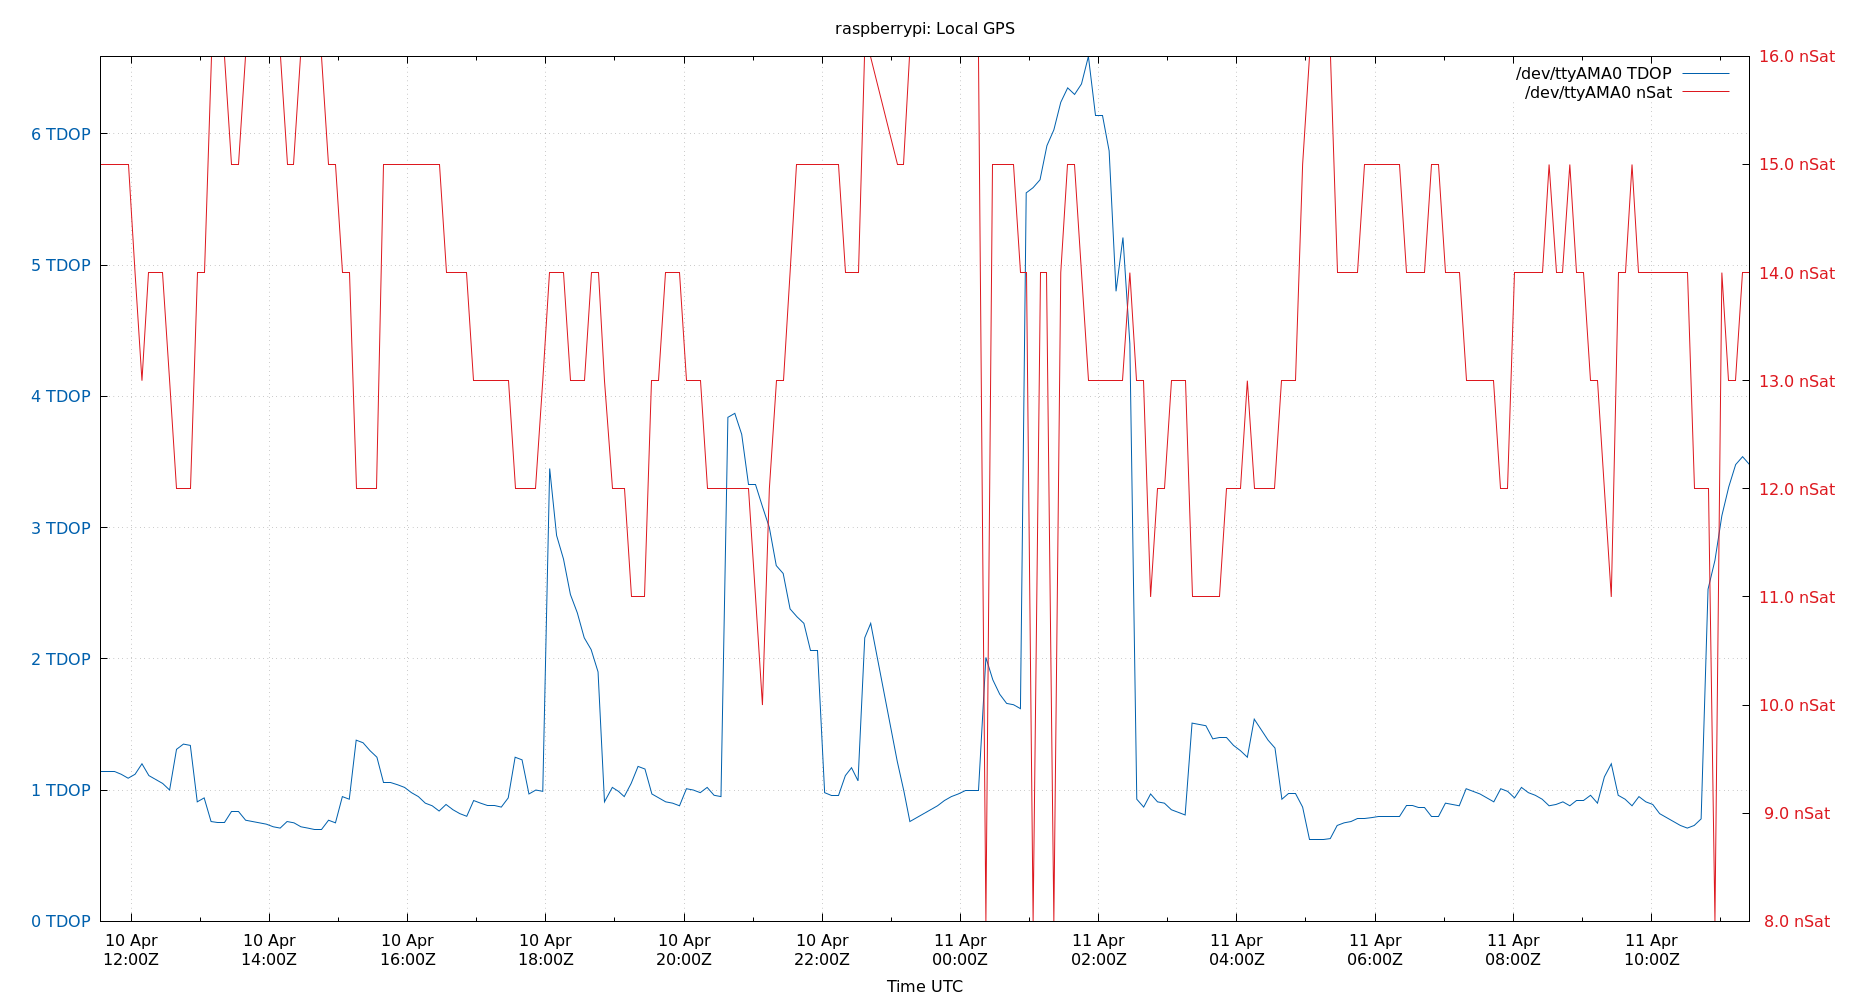 raspberrypi: Local GPS
/dev/ttyAMA0 TDOP
/dev/ttyAMA0 nSat
6 TDOP
5 TDOP
4 TDOP
3 TDOP
2 TDOP
1 TDOP
0 TDOP
16.0 nSat
15.0 nSat
14.0 nSat
13.0 nSat
12.0 nSat
11.0 nSat
10.0 nSat
9.0 nSat
8.0 nSat
10 Apr
12:00Z
10 Apr
14:00Z
10 Apr
16:00Z
10 Apr
18:00Z
10 Apr
20:00Z
10 Apr
22:00Z
11 Apr
00:00Z
11 Apr
02:00Z
11 Apr
04:00Z
11 Apr
06:00Z
11 Apr
08:00Z
11 Apr
10:00Z
Time UTC